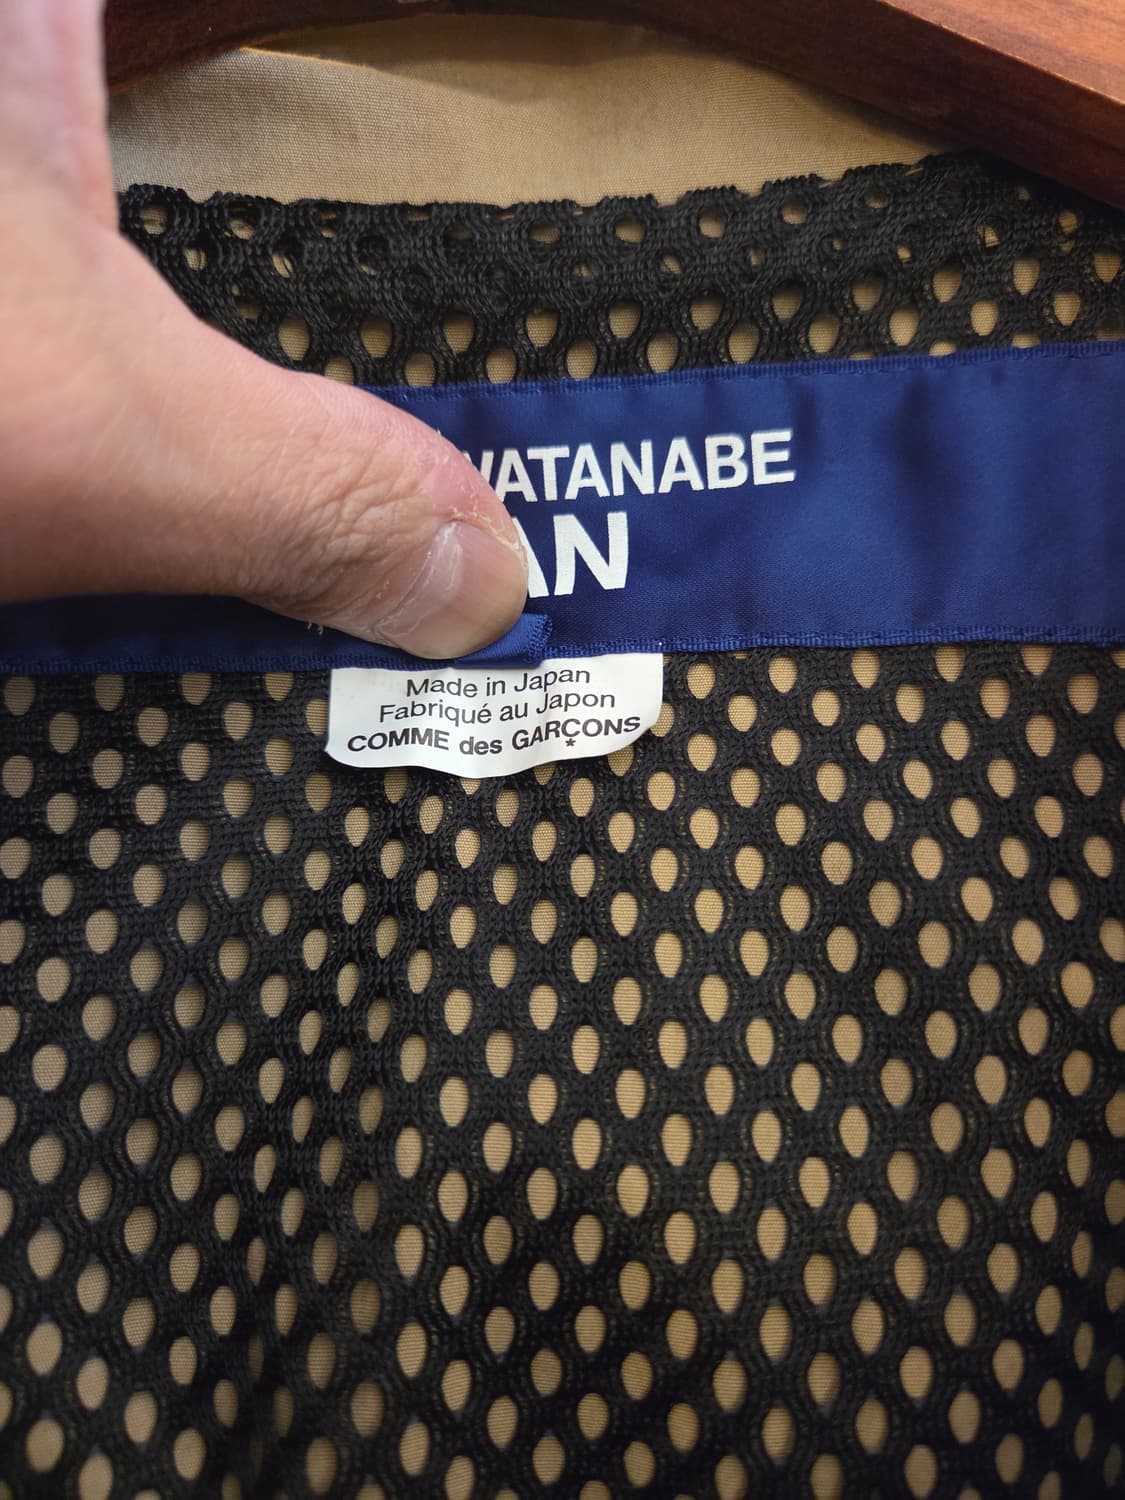 WATANABE
AN
Made in Japan
Fabriqué au Japon
COMME des GARÇONS
*